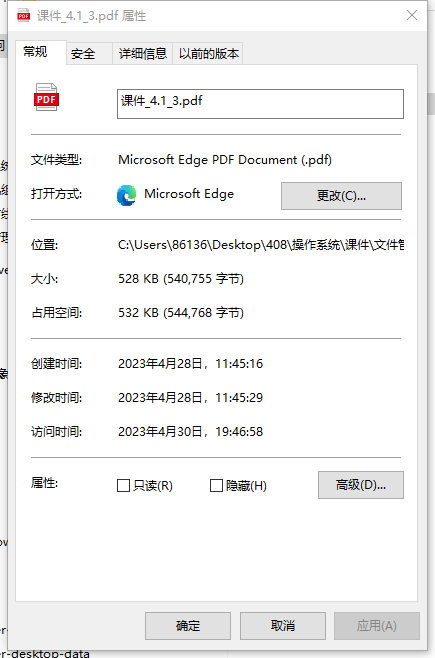 课件_4.1_3.pdf 属性
常规
安全
详细信息
以前的版本
PDF
课件_4.1_3.pdf
文件类型:
Microsoft Edge PDF Document (.pdf)
打开方式:
Microsoft Edge
更改(C)...
位置:
C:\Users\86136\Desktop\408\操作系统\课件\文件管
大小:
528 KB (540,755 字节)
占用空间:
532 KB (544,768 字节)
创建时间:
2023年4月28日，11:45:16
修改时间:
2023年4月28日，11:45:29
访问时间:
2023年4月30日，19:46:58
属性:
只读(R)
隐藏(H)
高级(D)...
确定
取消
应用(A)
er-desktop-data